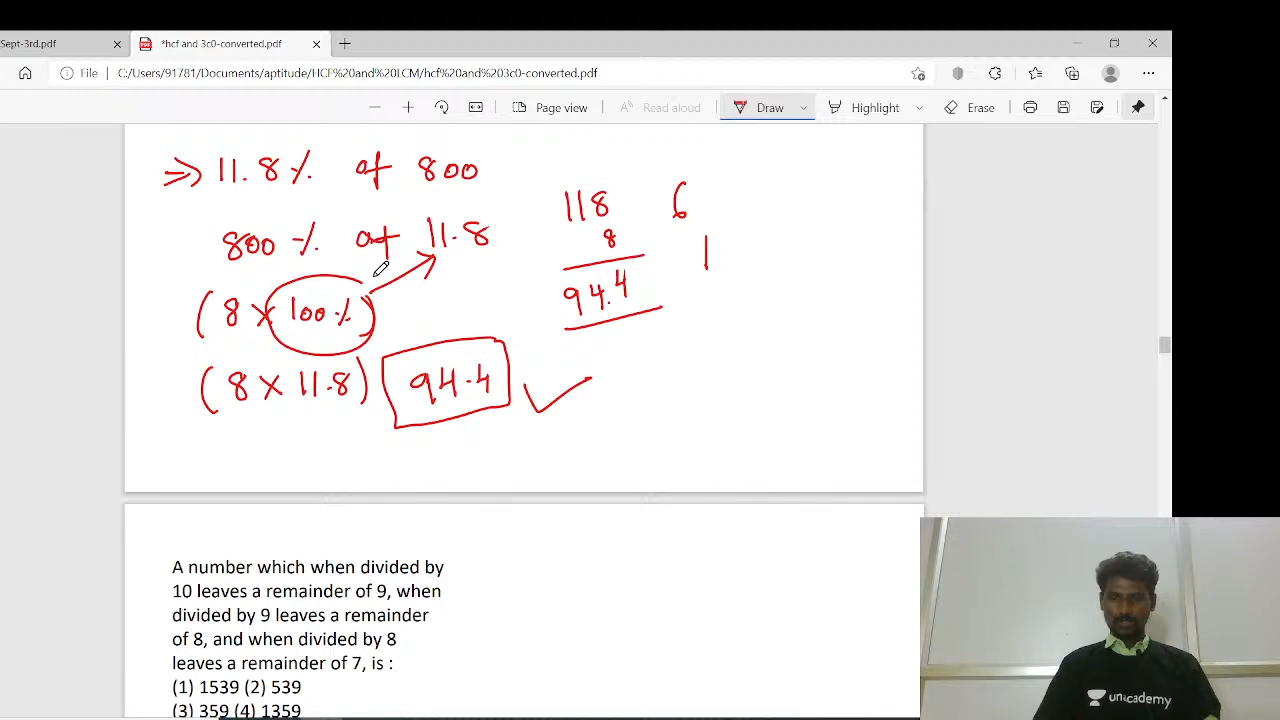 Sept-3rd.pdf
*hcf and 3c0-converted.pdf
File C:/Users/91781/Documents/aptitude/HCF%20and%20LCM/hcf%20and%203c0-converted.pdf
Page view Read aloud Draw Highlight Erase
⇒ 11.8% of 800
800% of 11.8
(8 × 100%)
(8 × 11.8) 94.4
118
8
94.4
6
1
A number which when divided by
10 leaves a remainder of 9, when
divided by 9 leaves a remainder
of 8, and when divided by 8
leaves a remainder of 7, is :
(1) 1539 (2) 539
(3) 359 (4) 1359
unacademy